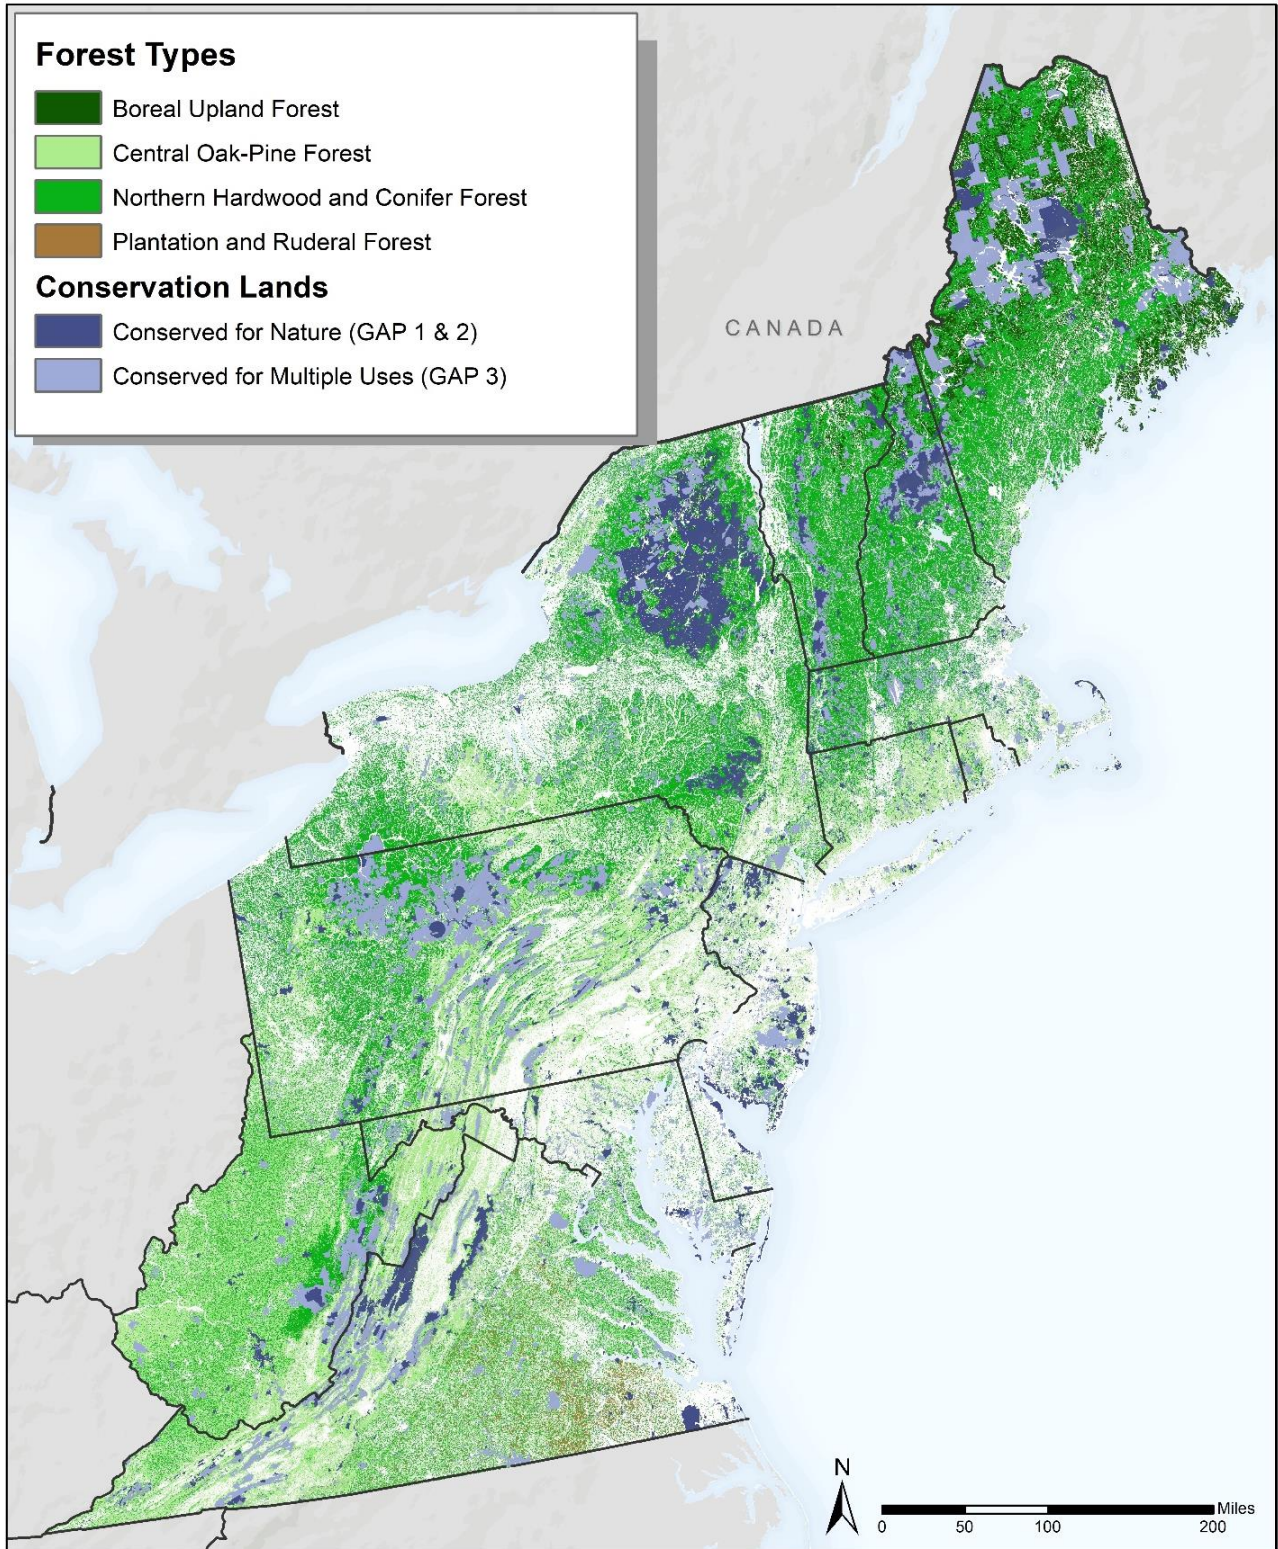 Forest Types
Boreal Upland Forest
Central Oak-Pine Forest
Northern Hardwood and Conifer Forest
Plantation and Ruderal Forest
Conservation Lands
Conserved for Nature (GAP 1 & 2)
Conserved for Multiple Uses (GAP 3)
CANADA
N
Miles
0 50 100 200